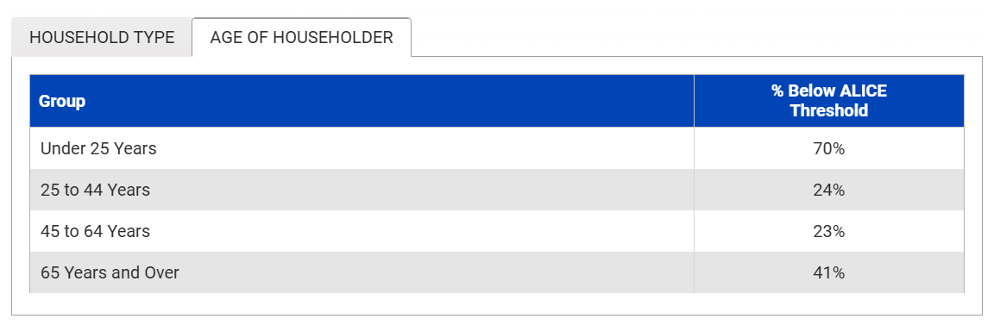 HOUSEHOLD TYPE AGE OF HOUSEHOLDER
Group % Below ALICE
Threshold
Under 25 Years 70%
25 to 44 Years 24%
45 to 64 Years 23%
65 Years and Over 41%